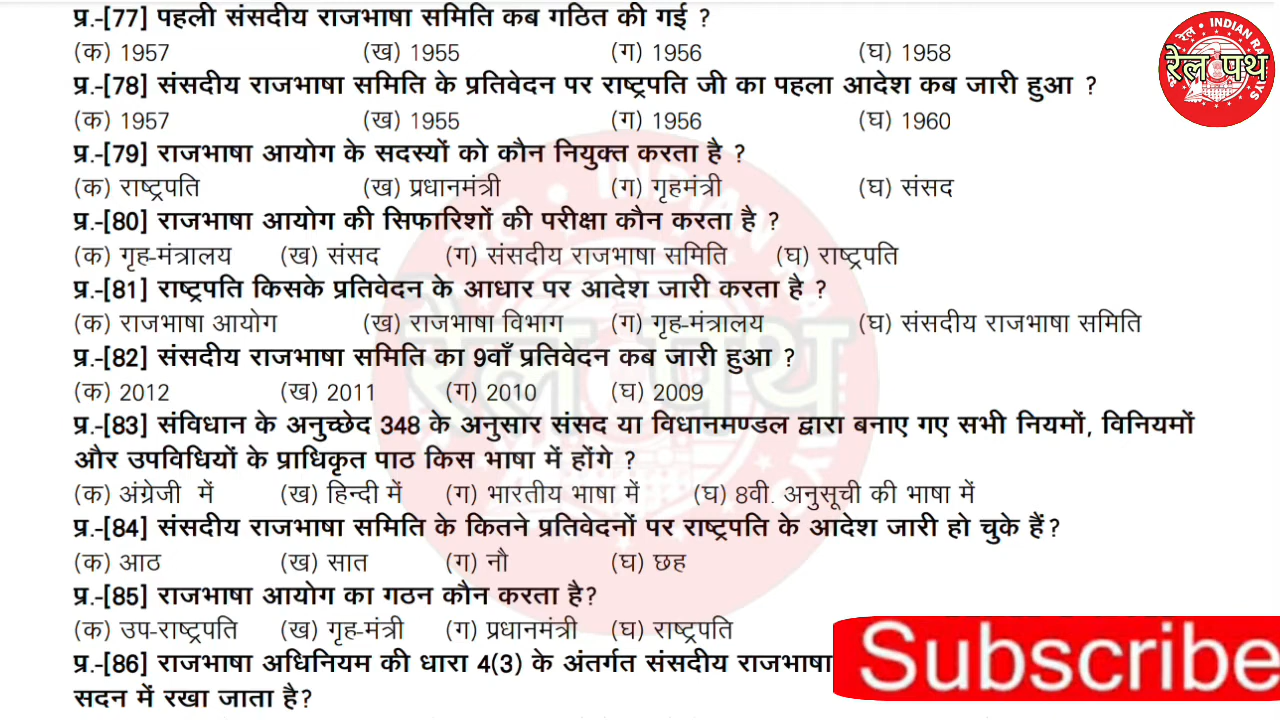 प्र.-[77] पहली संसदीय राजभाषा समिति कब गठित की गई ?
(क) 1957 (ख) 1955 (ग) 1956 (घ) 1958
प्र.-[78] संसदीय राजभाषा समिति के प्रतिवेदन पर राष्ट्रपति जी का पहला आदेश कब जारी हुआ ?
(क) 1957 (ख) 1955 (ग) 1956 (घ) 1960
प्र.-[79] राजभाषा आयोग के सदस्यों को कौन नियुक्त करता है ?
(क) राष्ट्रपति (ख) प्रधानमंत्री (ग) गृहमंत्री (घ) संसद
प्र.-[80] राजभाषा आयोग की सिफारिशों की परीक्षा कौन करता है ?
(क) गृह-मंत्रालय (ख) संसद (ग) संसदीय राजभाषा समिति (घ) राष्ट्रपति
प्र.-[81] राष्ट्रपति किसके प्रतिवेदन के आधार पर आदेश जारी करता है ?
(क) राजभाषा आयोग (ख) राजभाषा विभाग (ग) गृह-मंत्रालय (घ) संसदीय राजभाषा समिति
प्र.-[82] संसदीय राजभाषा समिति का 9वाँ प्रतिवेदन कब जारी हुआ ?
(क) 2012 (ख) 2011 (ग) 2010 (घ) 2009
प्र.-[83] संविधान के अनुच्छेद 348 के अनुसार संसद या विधानमण्डल द्वारा बनाए गए सभी नियमों, विनियमों
और उपविधियों के प्राधिकृत पाठ किस भाषा में होंगे ?
(क) अंग्रेजी में (ख) हिन्दी में (ग) भारतीय भाषा में (घ) 8वी. अनुसूची की भाषा में
प्र.-[84] संसदीय राजभाषा समिति के कितने प्रतिवेदनों पर राष्ट्रपति के आदेश जारी हो चुके हैं?
(क) आठ (ख) सात (ग) नौ (घ) छह
प्र.-[85] राजभाषा आयोग का गठन कौन करता है?
(क) उप-राष्ट्रपति (ख) गृह-मंत्री (ग) प्रधानमंत्री (घ) राष्ट्रपति
प्र.-[86] राजभाषा अधिनियम की धारा 4(3) के अंतर्गत संसदीय राजभाषा
सदन में रखा जाता है?
रेल पथ
Subscribe